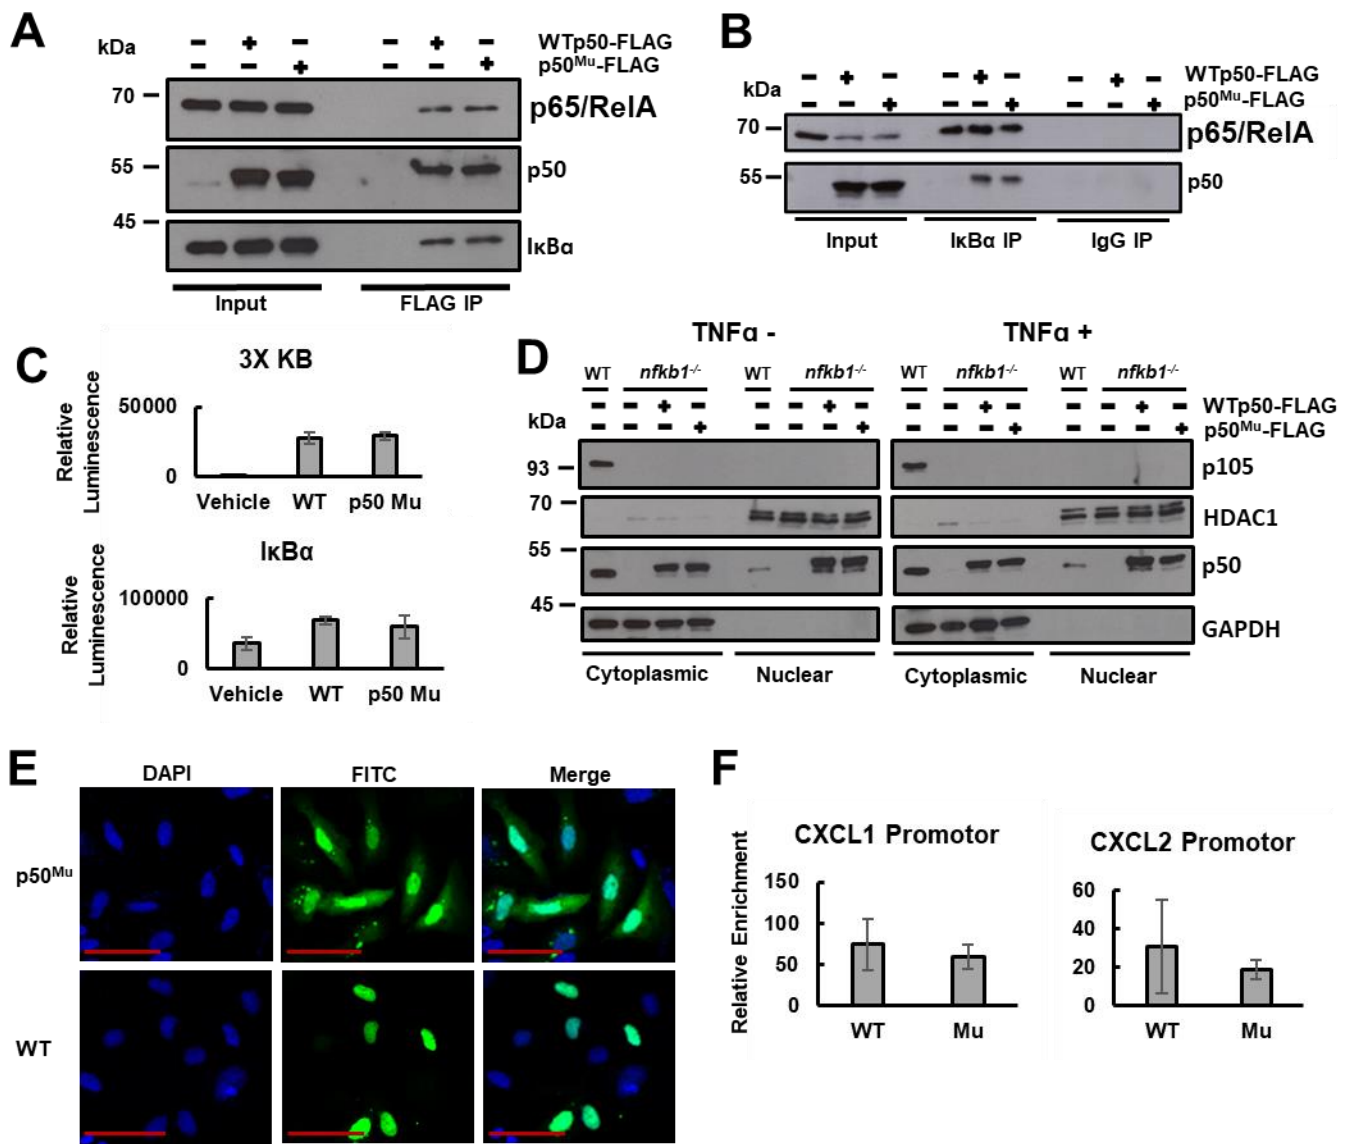 A
kDa
- + - - + - WTp50-FLAG
- - + - - + p50Mu-FLAG
70
p65/RelA
55
p50
45
IκBα
Input
FLAG IP
B
kDa
- + - - + - - + - WTp50-FLAG
- - + - - + - - + p50Mu-FLAG
70
p65/RelA
55
p50
Input
IκBα IP
IgG IP
C
3X KB
Relative
Luminescence
50000
0
Vehicle WT p50 Mu
IκBα
Relative
Luminescence
100000
0
Vehicle WT p50 Mu
D
TNFα -
TNFα +
WT nfkb1-/- WT nfkb1-/- WT nfkb1-/- WT nfkb1-/-
kDa
- - + - - - + - - - + - - - + - WTp50-FLAG
- - - + - - - + - - - + - - - + p50Mu-FLAG
93
p105
70
HDAC1
55
p50
45
GAPDH
Cytoplasmic Nuclear Cytoplasmic Nuclear
E
DAPI FITC Merge
p50Mu
WT
F
CXCL1 Promotor
Relative Enrichment
150
100
50
0
WT Mu
CXCL2 Promotor
60
40
20
0
WT Mu